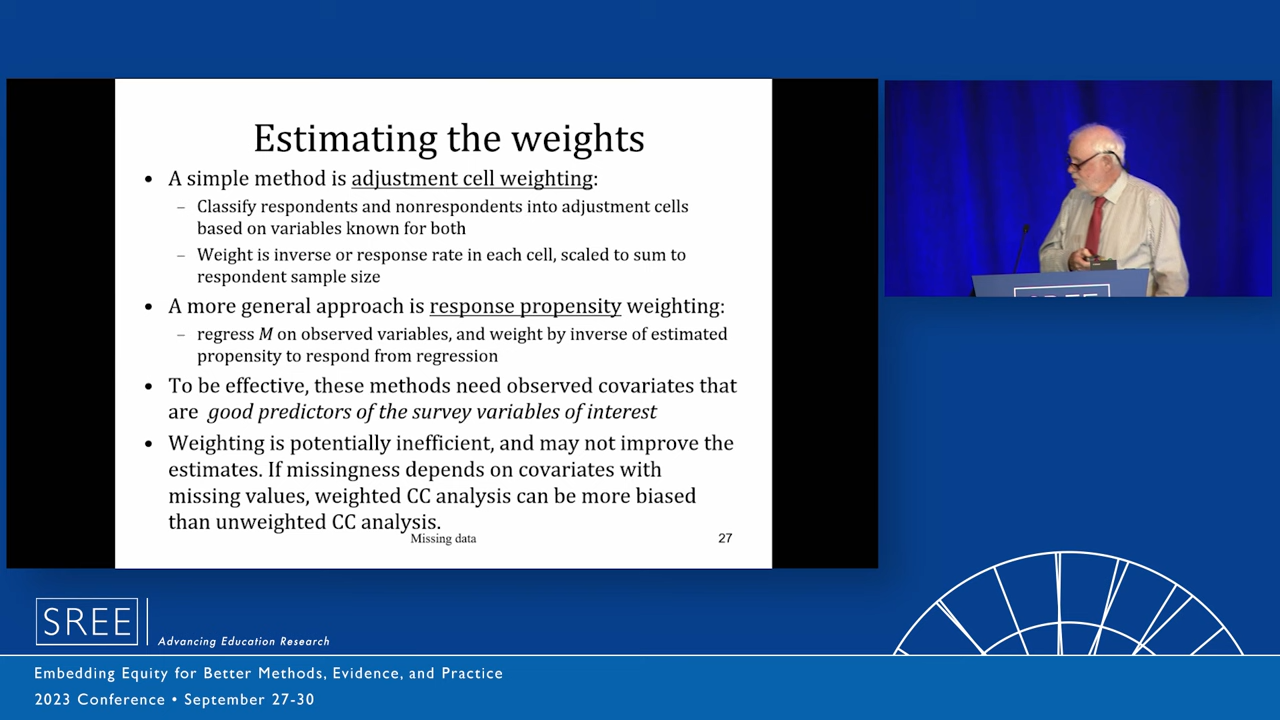 Estimating the weights
• A simple method is adjustment cell weighting:
– Classify respondents and nonrespondents into adjustment cells
based on variables known for both
– Weight is inverse or response rate in each cell, scaled to sum to
respondent sample size
• A more general approach is response propensity weighting:
– regress M on observed variables, and weight by inverse of estimated
propensity to respond from regression
• To be effective, these methods need observed covariates that
are good predictors of the survey variables of interest
• Weighting is potentially inefficient, and may not improve the
estimates. If missingness depends on covariates with
missing values, weighted CC analysis can be more biased
than unweighted CC analysis.
Missing data
27
SREE
SREE
Advancing Education Research
Embedding Equity for Better Methods, Evidence, and Practice
2023 Conference • September 27-30